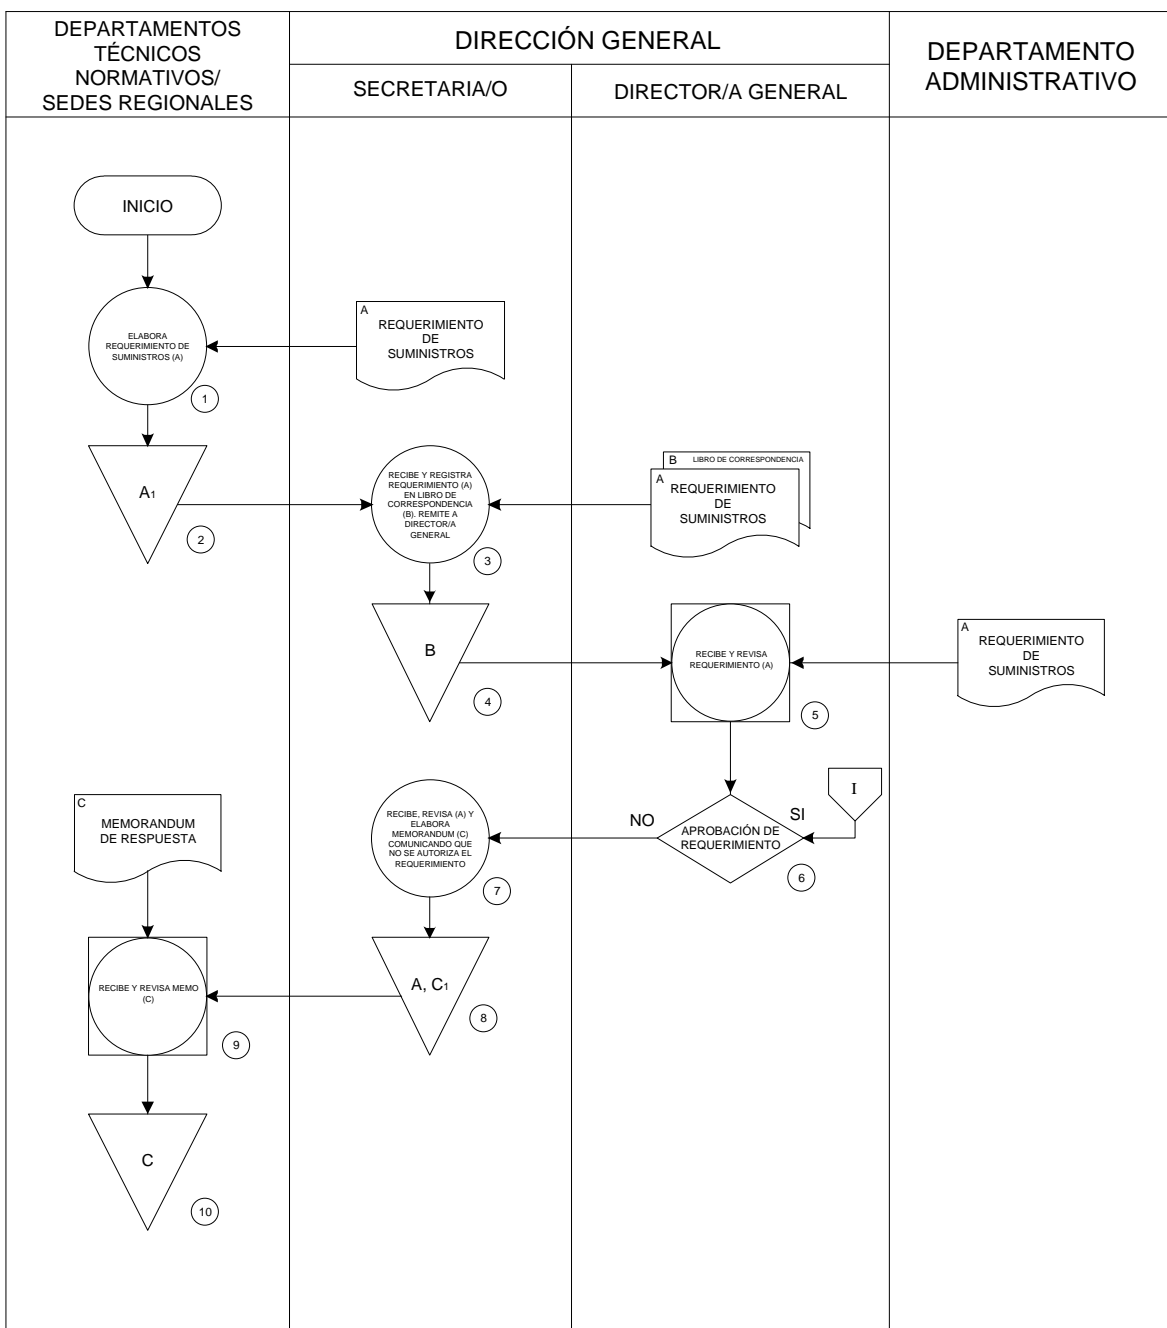 DEPARTAMENTOS
TÉCNICOS
NORMATIVOS/
SEDES REGIONALES
DIRECCIÓN GENERAL
SECRETARIA/O
DIRECTOR/A GENERAL
DEPARTAMENTO
ADMINISTRATIVO
INICIO
ELABORA
REQUERIMIENTO DE
SUMINISTROS (A)
1
A
REQUERIMIENTO
DE
SUMINISTROS
A1
2
RECIBE Y REGISTRA
REQUERIMIENTO (A)
EN LIBRO DE
CORRESPONDENCIA
(B). REMITE A
DIRECTOR/A
GENERAL
3
B LIBRO DE CORRESPONDENCIA
A
REQUERIMIENTO
DE
SUMINISTROS
B
4
RECIBE Y REVISA
REQUERIMIENTO (A)
5
A
REQUERIMIENTO
DE
SUMINISTROS
I
NO
APROBACIÓN DE
REQUERIMIENTO
SI
6
RECIBE, REVISA (A) Y
ELABORA
MEMORANDUM (C)
COMUNICANDO QUE
NO SE AUTORIZA EL
REQUERIMIENTO
7
C
MEMORANDUM
DE RESPUESTA
A, C1
8
RECIBE Y REVISA MEMO
(C)
9
C
10